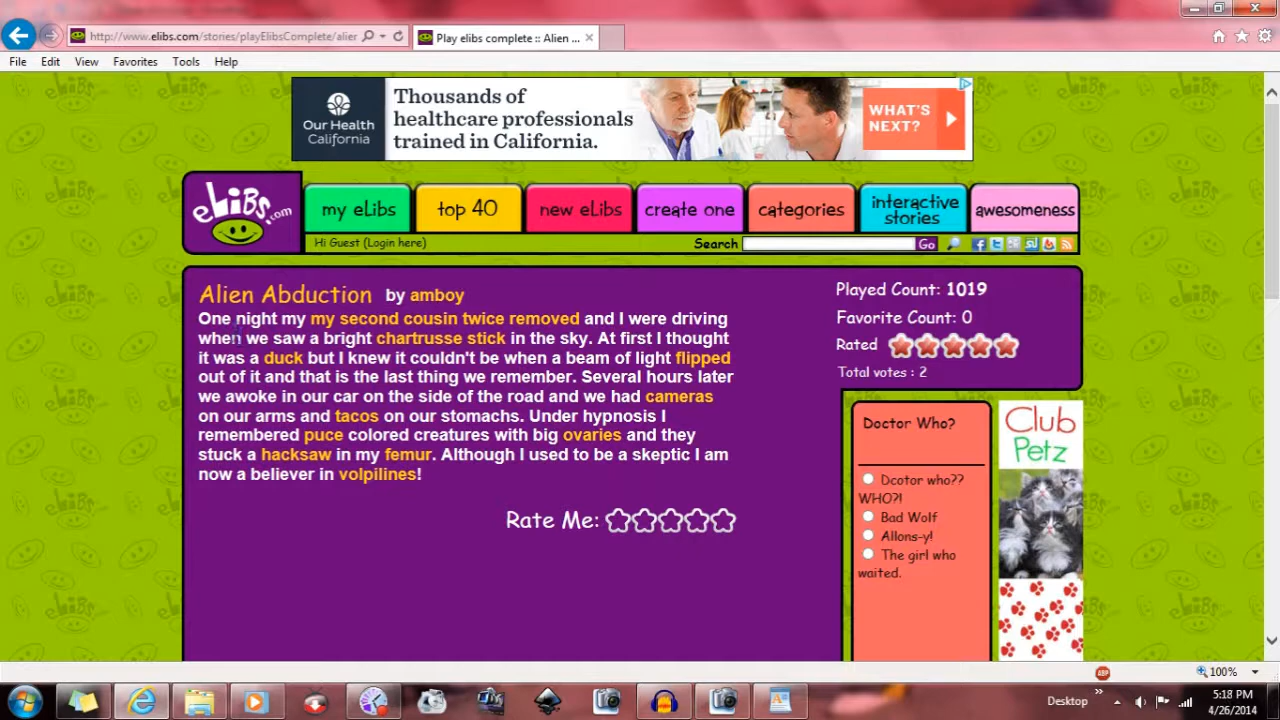 http://www.elibs.com/stories/playElibsComplete/alier
Play elibs complete :: Alien ...
File Edit View Favorites Tools Help
Our Health
California
Thousands of
healthcare professionals
trained in California.
WHAT'S
NEXT?
eLiBs.com
my eLibs
top 40
new eLibs
create one
categories
interactive
stories
awesomeness
Hi Guest (Login here)
Search
Go
Alien Abduction by amboy
One night my my second cousin twice removed and I were driving
when we saw a bright chartrusse stick in the sky. At first I thought
it was a duck but I knew it couldn't be when a beam of light flipped
out of it and that is the last thing we remember. Several hours later
we awoke in our car on the side of the road and we had cameras
on our arms and tacos on our stomachs. Under hypnosis I
remembered puce colored creatures with big ovaries and they
stuck a hacksaw in my femur. Although I used to be a skeptic I am
now a believer in volpilines!
Rate Me:
Played Count: 1019
Favorite Count: 0
Rated
Total votes : 2
Doctor Who?
Dcotor who??
WHO?!
Bad Wolf
Allons-y!
The girl who
waited.
Club
Petz
100%
Desktop
5:18 PM
4/26/2014